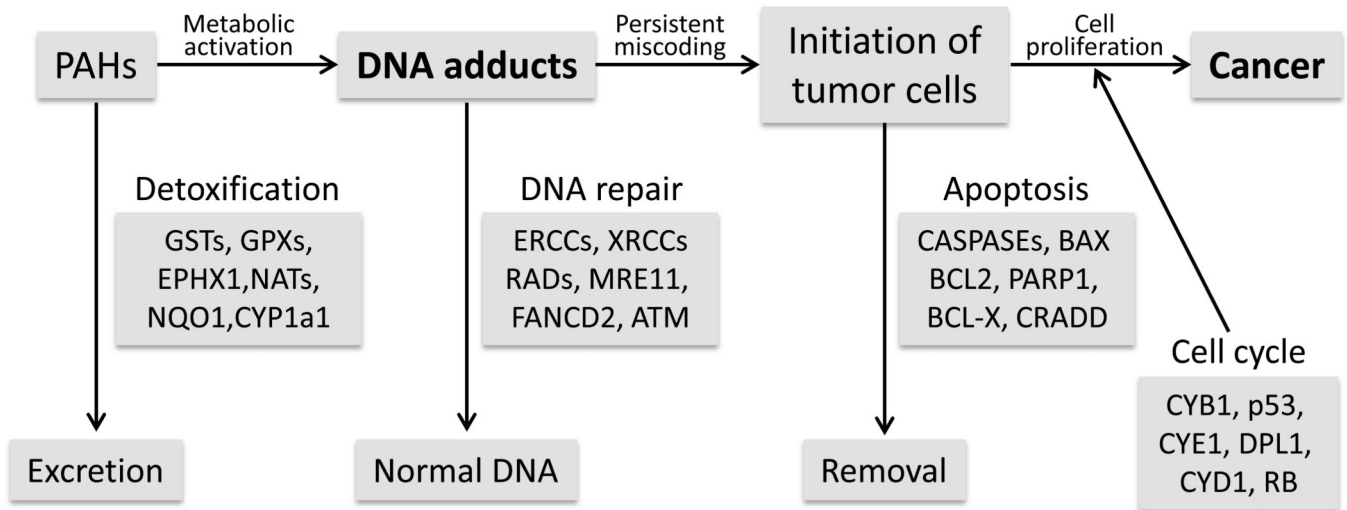 PAHs
Metabolic
activation
DNA adducts
Persistent
miscoding
Initiation of
tumor cells
Cell
proliferation
Cancer
Detoxification
GSTs, GPXs,
EPHX1,NATs,
NQO1,CYP1a1
DNA repair
ERCCs, XRCCs
RADs, MRE11,
FANCD2, ATM
Apoptosis
CASPASEs, BAX
BCL2, PARP1,
BCL-X, CRADD
Cell cycle
CYB1, p53,
CYE1, DPL1,
CYD1, RB
Excretion
Normal DNA
Removal